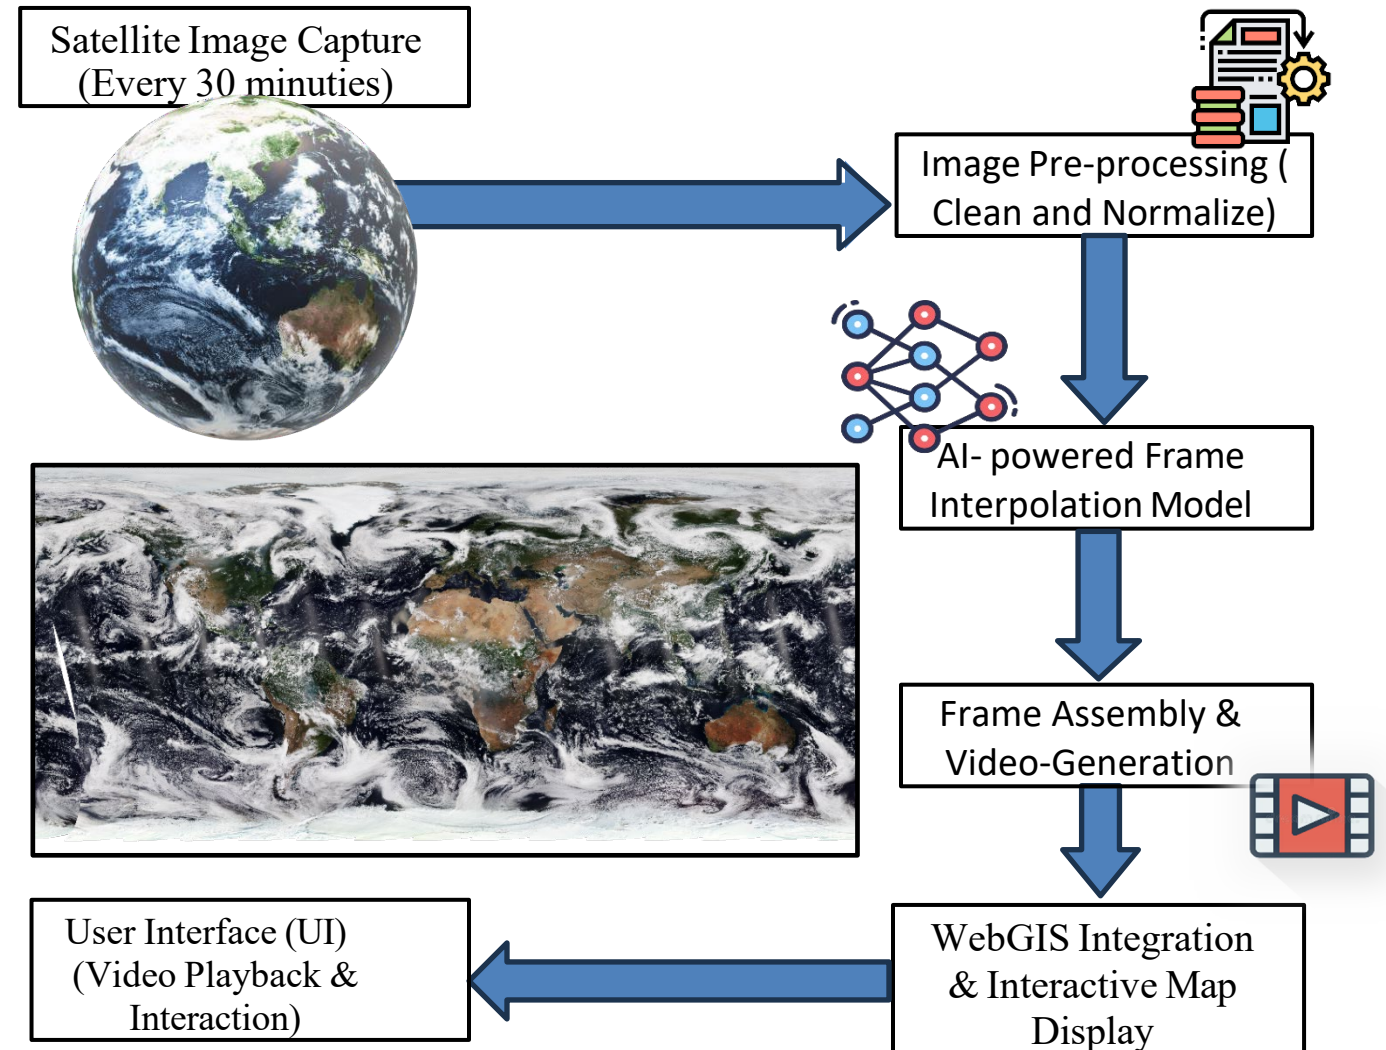 Satellite Image Capture
(Every 30 minuties)
Image Pre-processing (
Clean and Normalize)
AI- powered Frame
Interpolation Model
Frame Assembly &
Video-Generation
WebGIS Integration
& Interactive Map
Display
User Interface (UI)
(Video Playback &
Interaction)